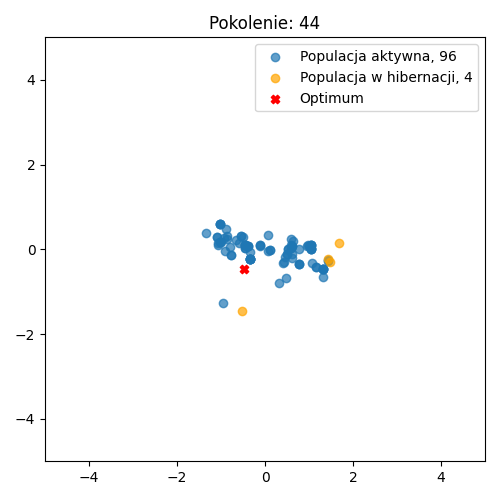 Pokolenie: 44
Populacja aktywna, 96
Populacja w hibernacji, 4
Optimum
4
2
0
−2
−4
−4 −2 0 2 4